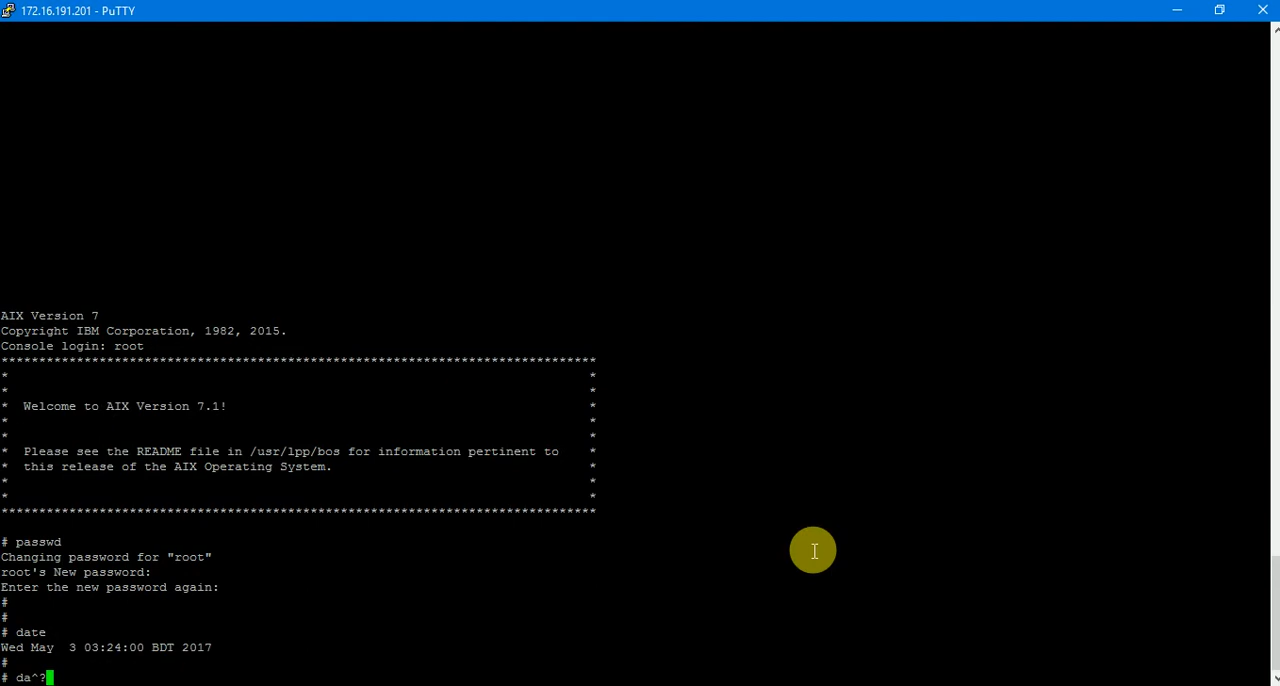 172.16.191.201 - PuTTY
AIX Version 7
Copyright IBM Corporation, 1982, 2015.
Console login: root
*******************************************************************************
*                                                                             *
*                                                                             *
*  Welcome to AIX Version 7.1!                                                *
*                                                                             *
*                                                                             *
*  Please see the README file in /usr/lpp/bos for information pertinent to    *
*  this release of the AIX Operating System.                                  *
*                                                                             *
*                                                                             *
*******************************************************************************
# passwd
Changing password for "root"
root's New password:
Enter the new password again:
#
#
# date
Wed May  3 03:24:00 BDT 2017
#
# da^?